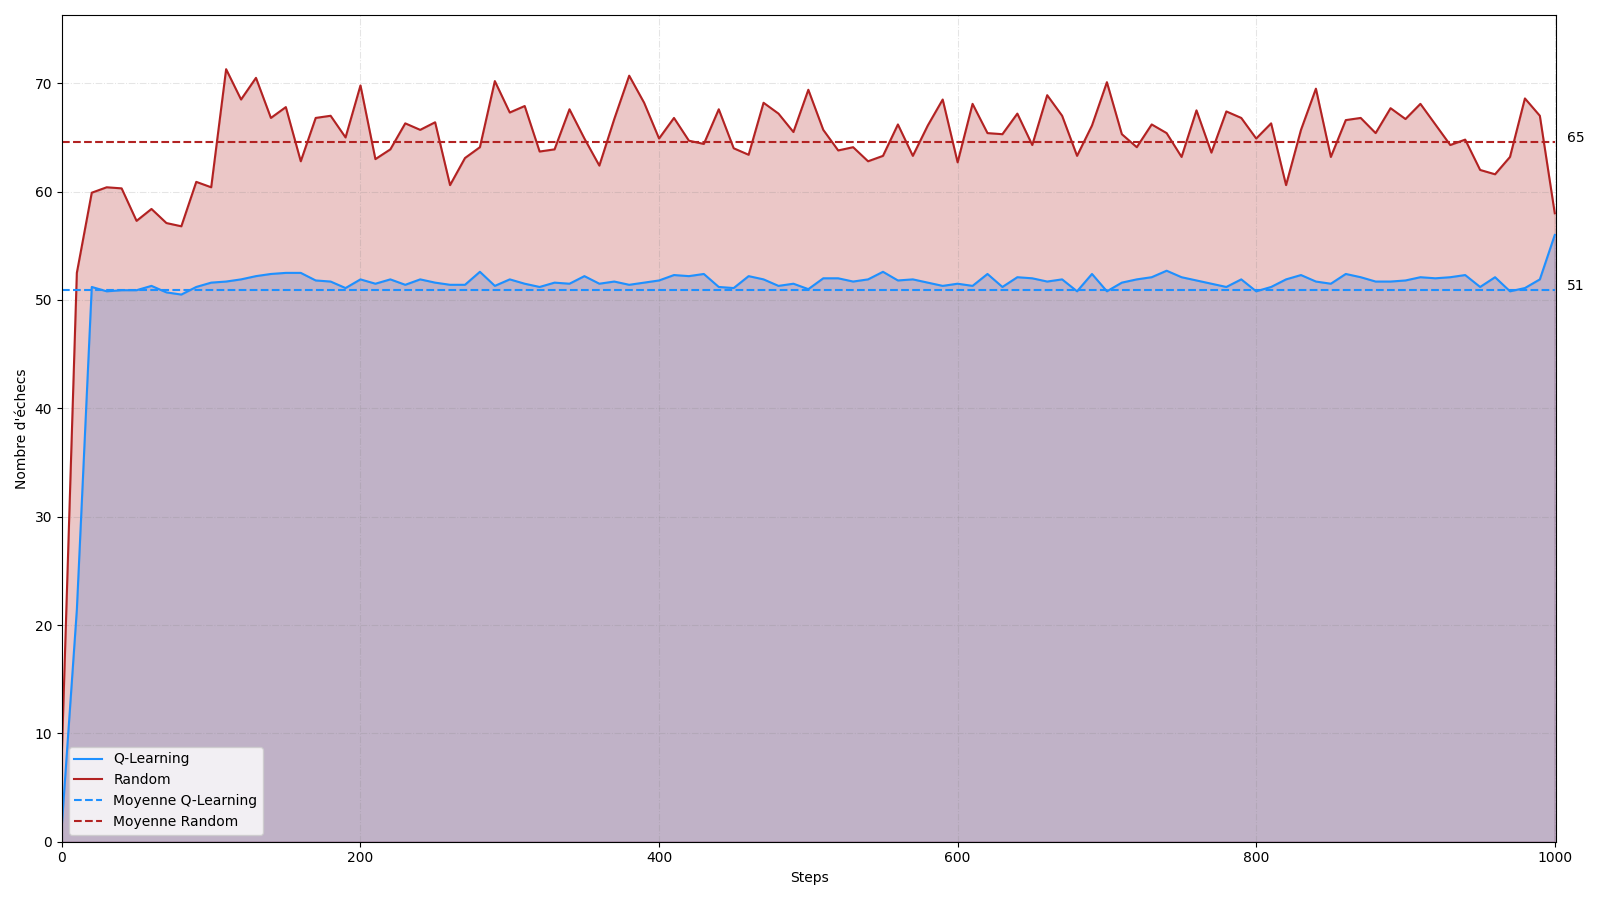 70
60
50
40
30
20
10
0
Nombre d'échecs
65
51
Q-Learning
Random
Moyenne Q-Learning
Moyenne Random
0 200 400 600 800 1000
Steps